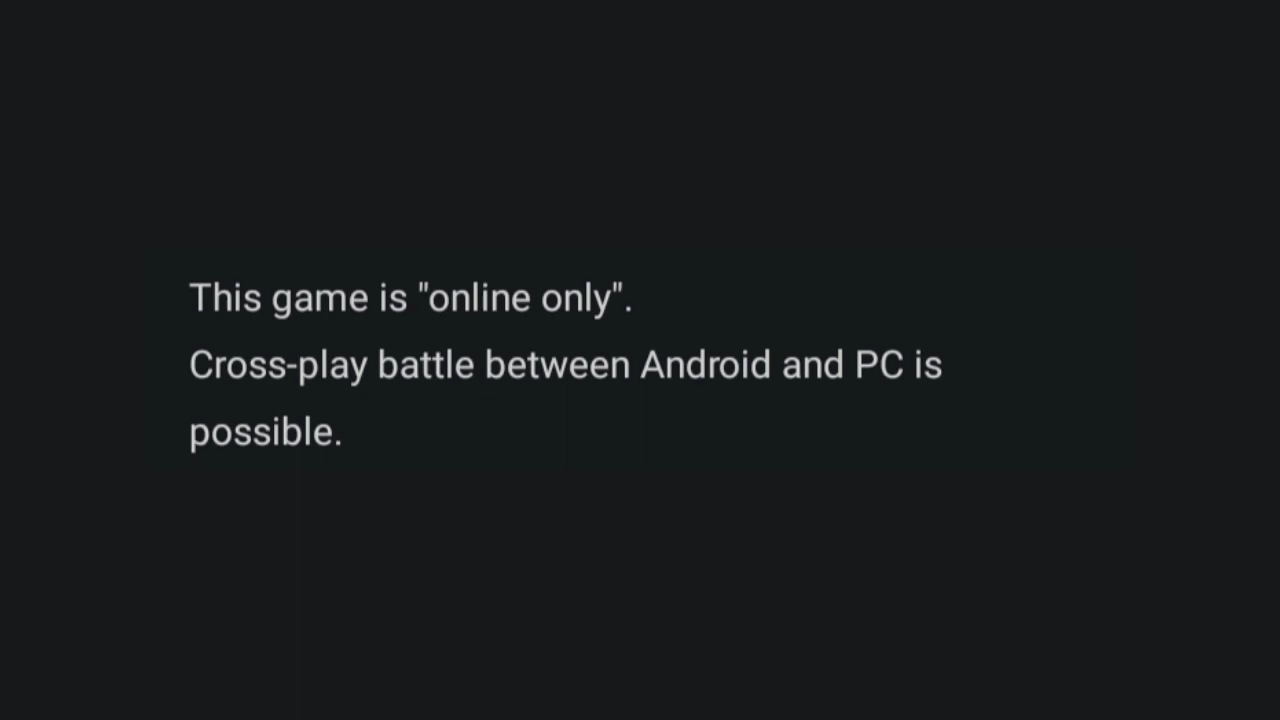 This game is "online only".
Cross-play battle between Android and PC is
possible.